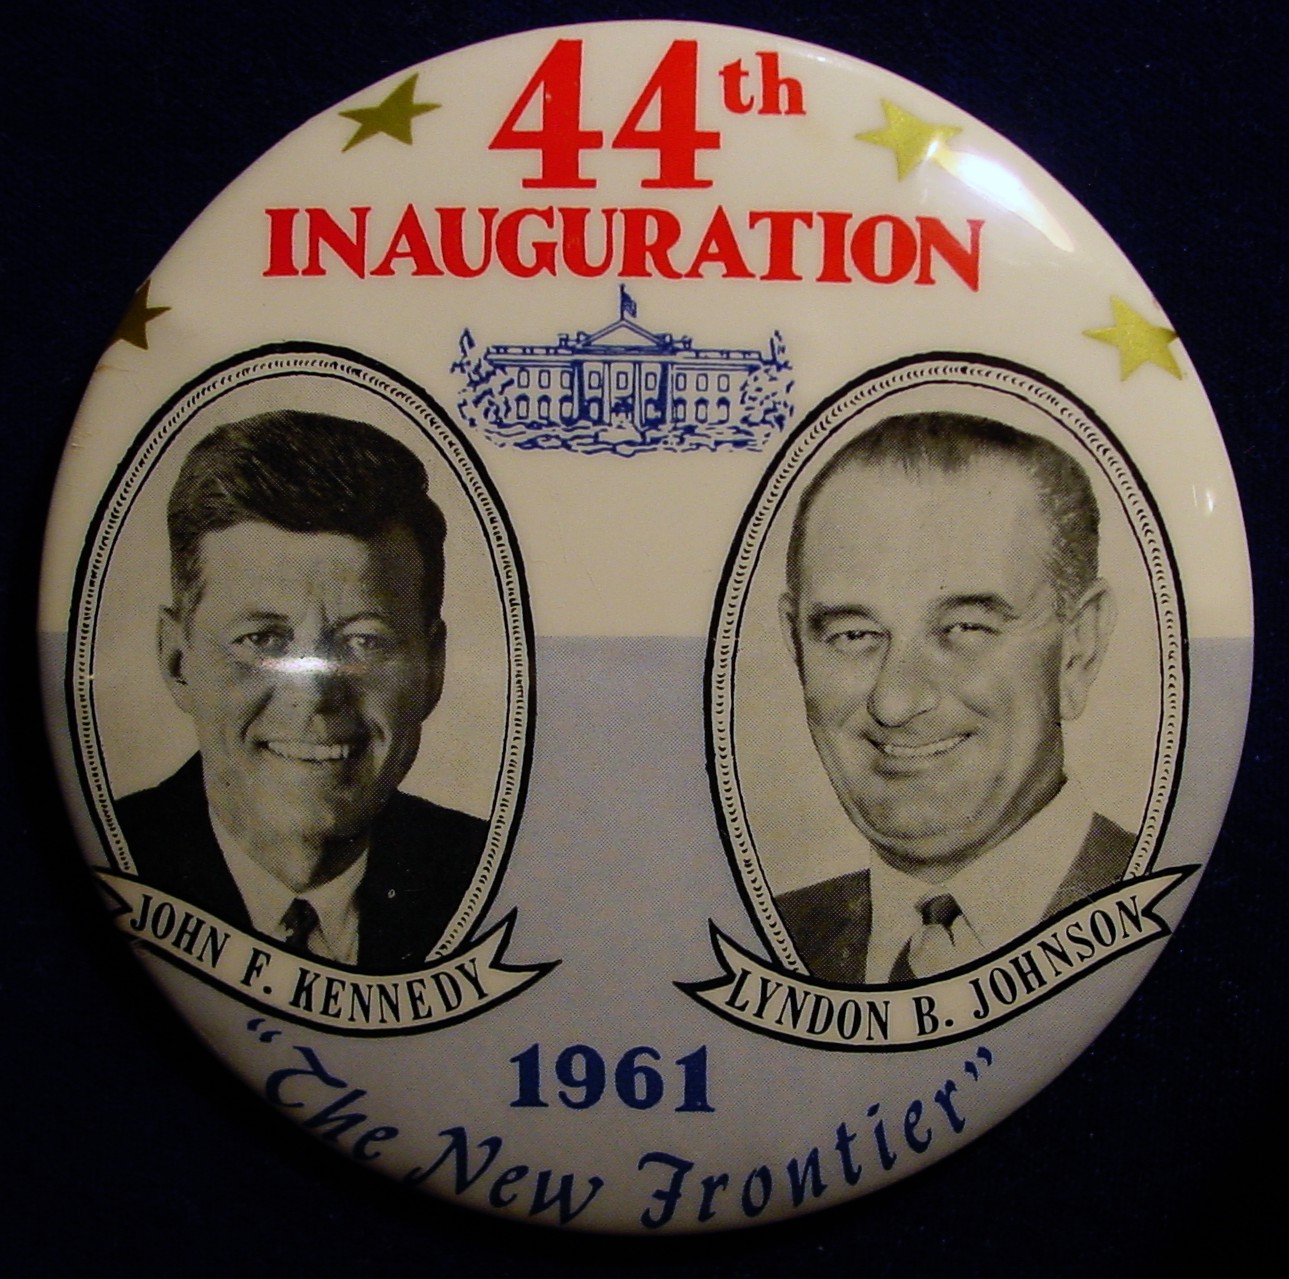 44th
INAUGURATION
JOHN F. KENNEDY
LYNDON B. JOHNSON
1961
"The New Frontier"